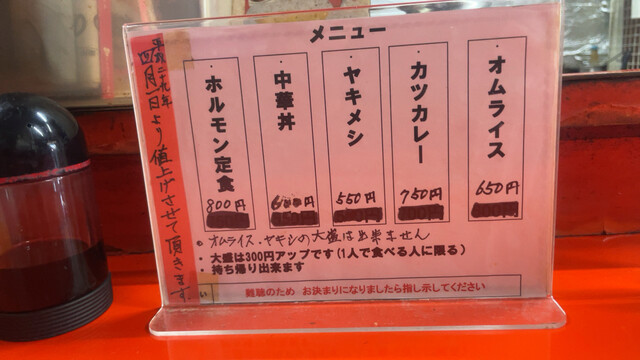 メニュー
・オムライス
650円
・カツカレー
750円
・ヤキメシ
550円
・中華丼
600円
・ホルモン定食
800円
平成二十九年
四月一日より値上げさせて頂きます
・オムライス・ヤキメシの大盛は出来ません
・大盛は300円アップです(1人で食べる人に限る)
・持ち帰り出来ます
い
難聴のため お決まりになりましたら指し示してください